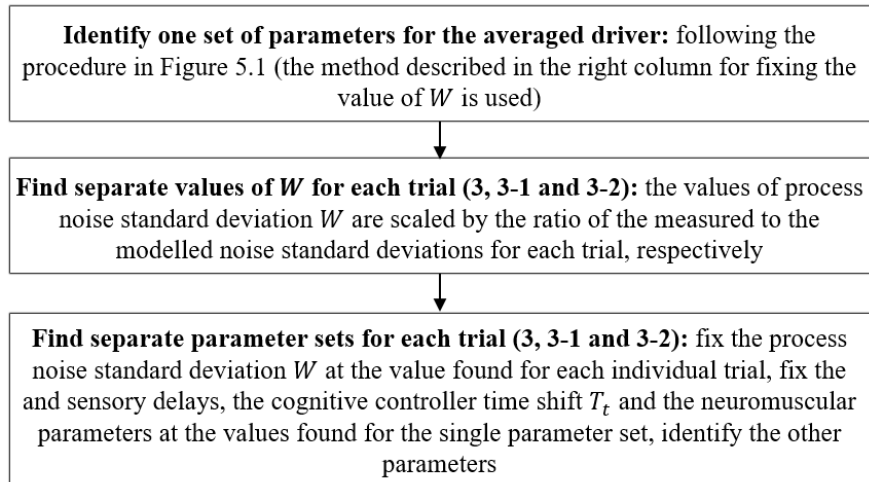 Identify one set of parameters for the averaged driver: following the
procedure in Figure 5.1 (the method described in the right column for fixing the
value of W is used)
Find separate values of W for each trial (3, 3-1 and 3-2): the values of process
noise standard deviation W are scaled by the ratio of the measured to the
modelled noise standard deviations for each trial, respectively
Find separate parameter sets for each trial (3, 3-1 and 3-2): fix the process
noise standard deviation W at the value found for each individual trial, fix the
and sensory delays, the cognitive controller time shift Tₜ and the neuromuscular
parameters at the values found for the single parameter set, identify the other
parameters